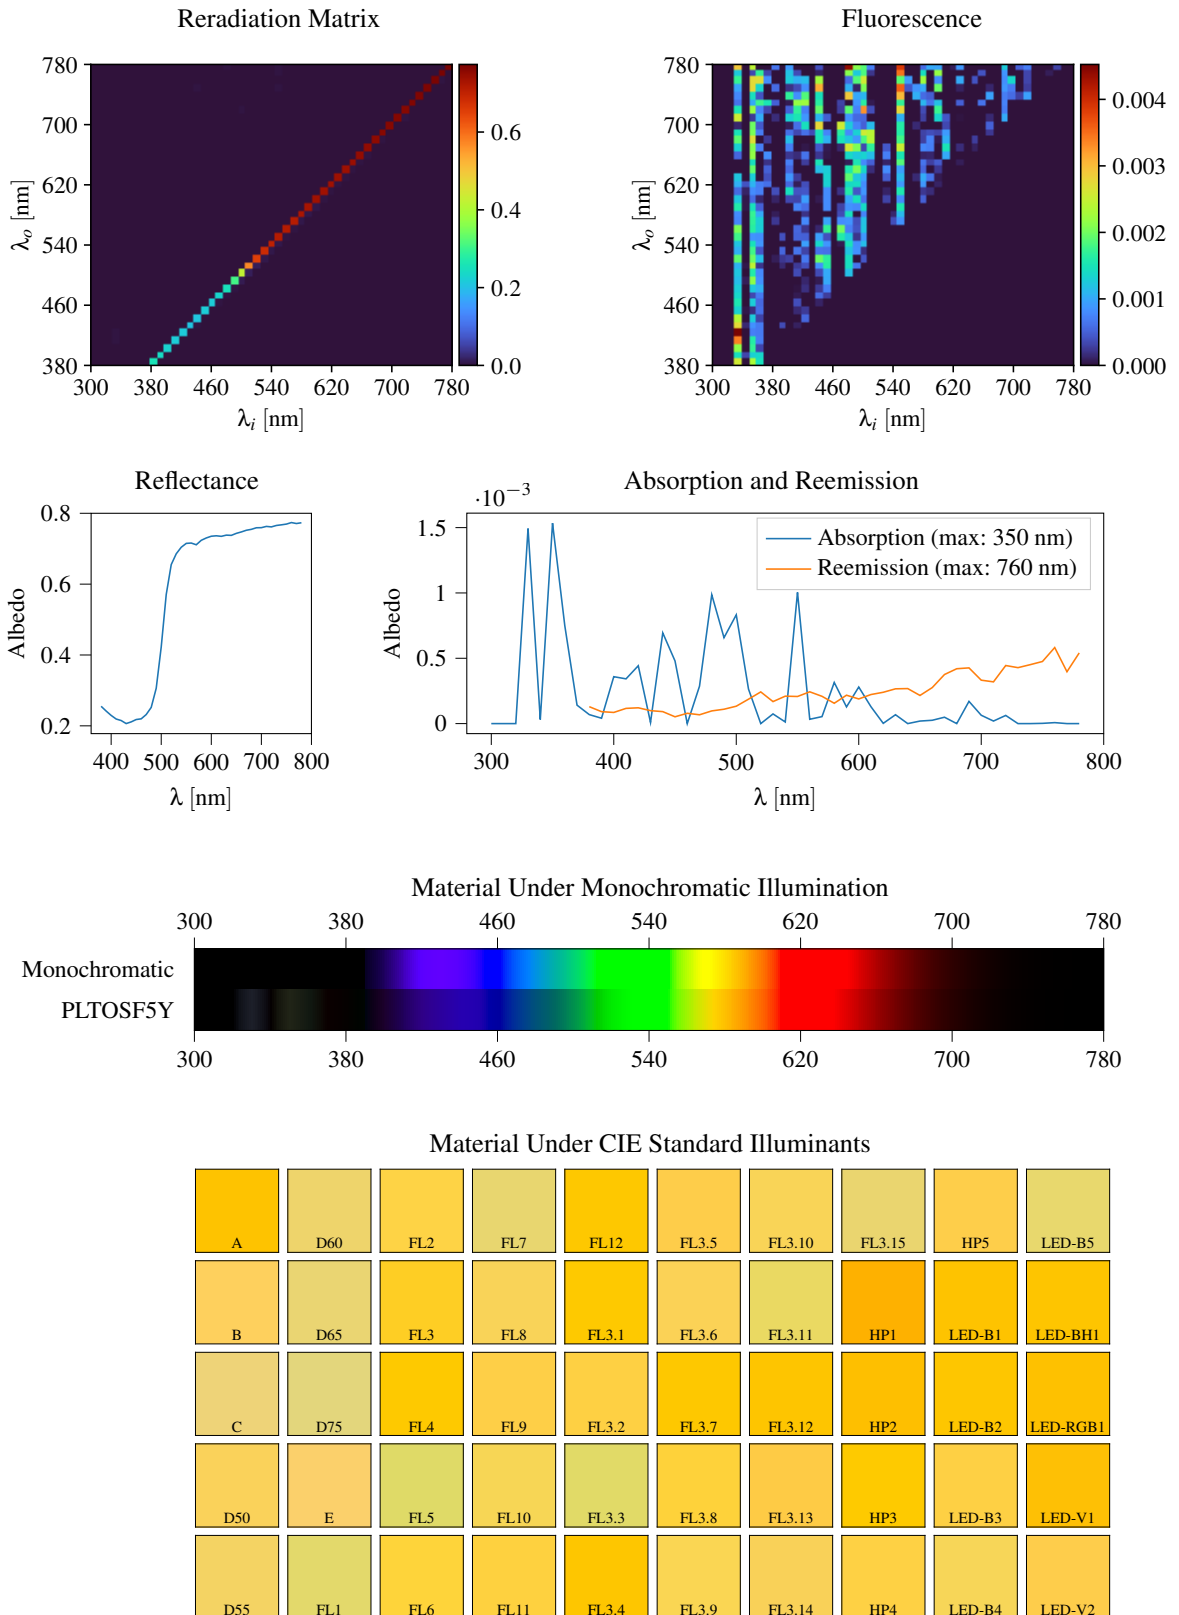 Reradiation Matrix
Fluorescence
780
700
620
540
460
380
λo [nm]
300 380 460 540 620 700 780
λi [nm]
0.6
0.4
0.2
0.0
780
700
620
540
460
380
λo [nm]
300 380 460 540 620 700 780
λi [nm]
0.004
0.003
0.002
0.001
0.000
Reflectance
0.8
0.6
0.4
0.2
Albedo
400 500 600 700 800
λ [nm]
Absorption and Reemission
·10−3
1.5
1
0.5
0
Albedo
Absorption (max: 350 nm)
Reemission (max: 760 nm)
300 400 500 600 700 800
λ [nm]
Material Under Monochromatic Illumination
300 380 460 540 620 700 780
Monochromatic
PLTOSF5Y
300 380 460 540 620 700 780
Material Under CIE Standard Illuminants
A D60 FL2 FL7 FL12 FL3.5 FL3.10 FL3.15 HP5 LED-B5
B D65 FL3 FL8 FL3.1 FL3.6 FL3.11 HP1 LED-B1 LED-BH1
C D75 FL4 FL9 FL3.2 FL3.7 FL3.12 HP2 LED-B2 LED-RGB1
D50 E FL5 FL10 FL3.3 FL3.8 FL3.13 HP3 LED-B3 LED-V1
D55 FL1 FL6 FL11 FL3.4 FL3.9 FL3.14 HP4 LED-B4 LED-V2